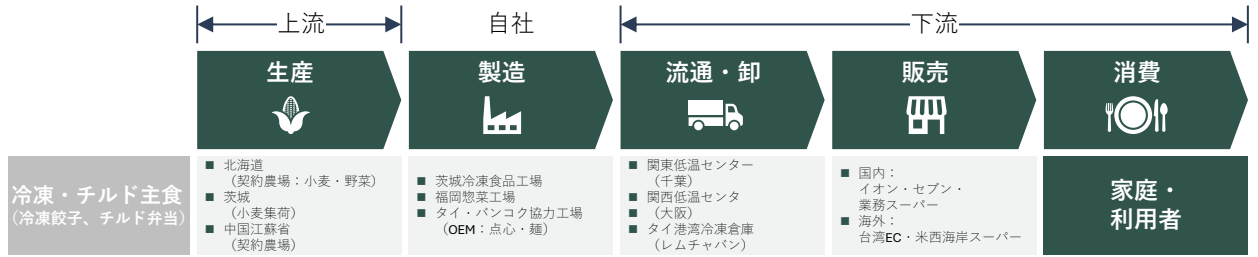 上流
自社
下流
生産
製造
流通・卸
販売
消費
冷凍・チルド主食
(冷凍餃子、チルド弁当)
■ 北海道
(契約農場：小麦・野菜)
■ 茨城
(小麦集荷)
■ 中国江蘇省
(契約農場)
■ 茨城冷凍食品工場
■ 福岡惣菜工場
■ タイ・バンコク協力工場
(OEM：点心・麺)
■ 関東低温センター
(千葉)
■ 関西低温センタ
■ (大阪)
■ タイ港湾冷凍倉庫
(レムチャバン)
■ 国内：
イオン・セブン・
業務スーパー
■ 海外：
台湾EC・米西海岸スーパー
家庭・
利用者